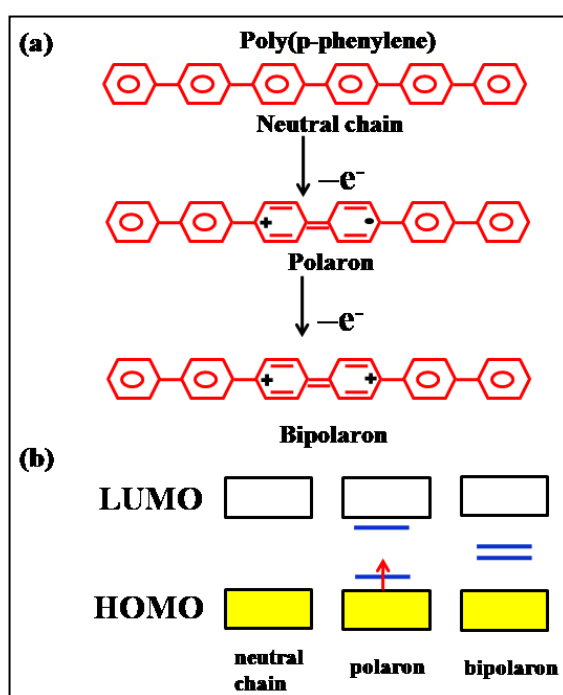 (a)
Poly(p-phenylene)
Neutral chain
–e⁻
+ •
Polaron
–e⁻
+ +
Bipolaron
(b)
LUMO
HOMO
neutral chain
polaron
bipolaron